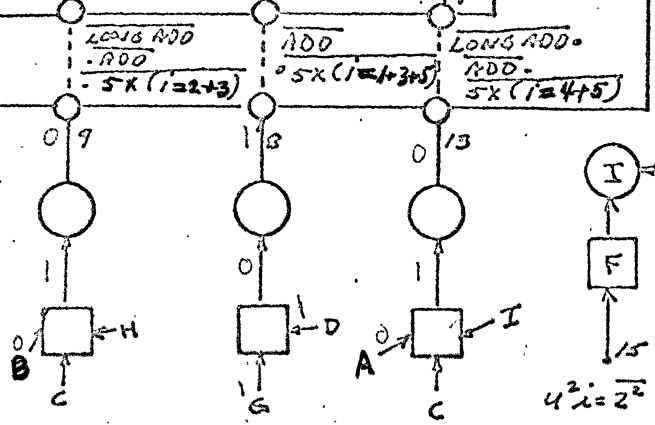 LONG ADD ADD LONG ADD.
. ADD . 5X (i=1+3+5) ADD.
. 5X (i=2+3) 5X (i=4+5)
0 9 1 B 0 13
I
1 0 1 F
0 H 1 D 0 I
B A 15
C 1 G C 4²i=2²